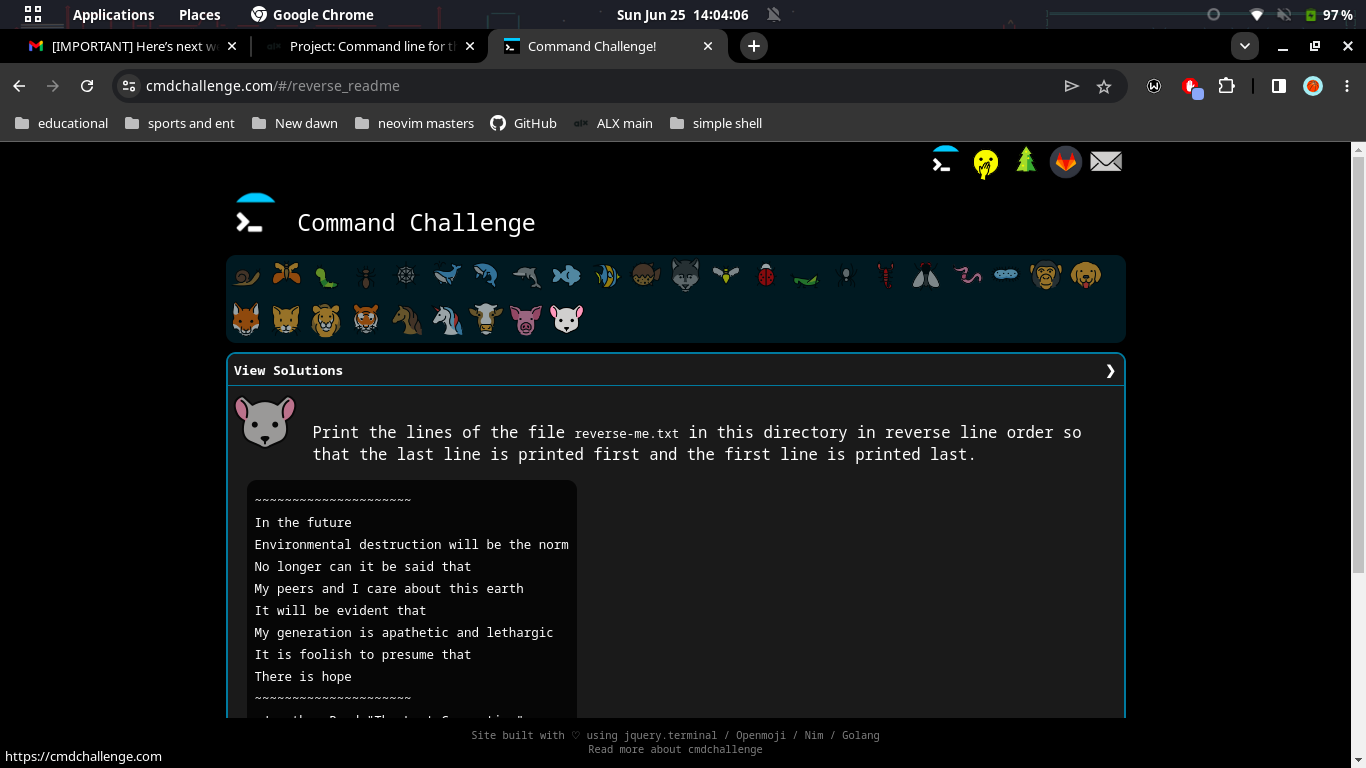 Applications Places Google Chrome Sun Jun 25 14:04:06 97 %
[IMPORTANT] Here's next w Project: Command line for th Command Challenge!
cmdchallenge.com/#/reverse_readme
educational sports and ent New dawn neovim masters GitHub ALX main simple shell
Command Challenge
View Solutions
Print the lines of the file reverse-me.txt in this directory in reverse line order so
that the last line is printed first and the first line is printed last.
~~~~~~~~~~~~~~~~~~~~~
In the future
Environmental destruction will be the norm
No longer can it be said that
My peers and I care about this earth
It will be evident that
My generation is apathetic and lethargic
It is foolish to presume that
There is hope
~~~~~~~~~~~~~~~~~~~~~
Site built with ♡ using jquery.terminal / Openmoji / Nim / Golang
Read more about cmdchallenge
https://cmdchallenge.com